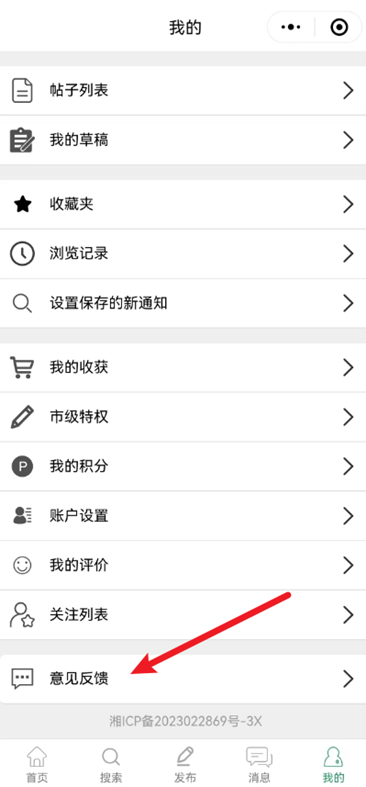 我的
帖子列表
我的草稿
收藏夹
浏览记录
设置保存的新通知
我的收获
市级特权
P
我的积分
账户设置
我的评价
关注列表
意见反馈
湘ICP备2023022869号-3X
首页 搜索 发布 消息 我的